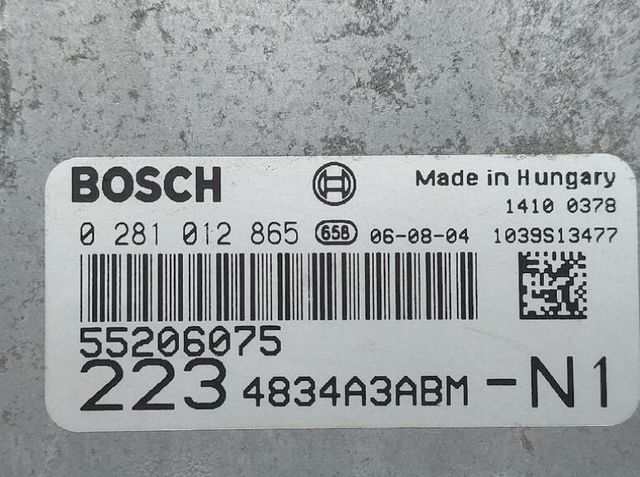 BOSCH
Made in Hungary
1410 0378
0 281 012 865 658 06-08-04 1039S13477
55206075
223 4834A3ABM -N1